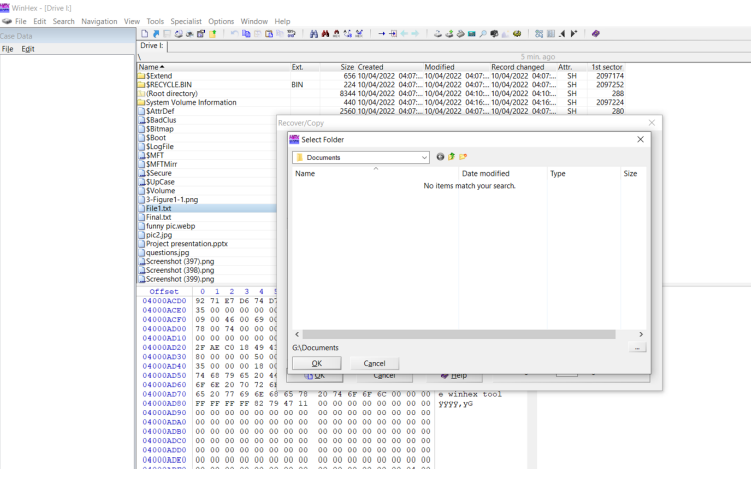 WinHex - [Drive I:]
File Edit Search Navigation View Tools Specialist Options Window Help
Case Data
File Edit
Drive I:
\
5 min. ago
Name Ext. Size Created Modified Record changed Attr. 1st sector
$Extend 656 10/04/2022 04:07:... 10/04/2022 04:07:... 10/04/2022 04:07:... SH 2097174
$RECYCLE.BIN BIN 224 10/04/2022 04:07:... 10/04/2022 04:07:... 10/04/2022 04:07:... SH 2097252
(Root directory) 8344 10/04/2022 04:07:... 10/04/2022 04:10:... 10/04/2022 04:10:... SH 288
System Volume Information 440 10/04/2022 04:07:... 10/04/2022 04:16:... 10/04/2022 04:16:... SH 2097224
$AttrDef 2560 10/04/2022 04:07:... 10/04/2022 04:07:... 10/04/2022 04:07:... SH 280
$BadClus
$Bitmap
$Boot
$LogFile
$MFT
$MFTMirr
$Secure
$UpCase
$Volume
3-Figure1-1.png
File1.txt
Final.txt
funny pic.webp
pic2.jpg
Project presentation.pptx
questions.jpg
Screenshot (397).png
Screenshot (398).png
Screenshot (399).png
Recover/Copy
Select Folder
Documents
Name Date modified Type Size
No items match your search.
G:\Documents
...
OK Cancel
OK Cancel Help
Offset 0 1 2 3 4 5
04000ACD0 92 71 E7 D6 74 D7
04000ACE0 35 00 00 00 00 00
04000ACF0 09 00 46 00 69 00
04000AD00 78 00 74 00 00 00
04000AD10 00 00 00 00 00 00
04000AD20 2F AE C0 18 49 43
04000AD30 80 00 00 00 50 00
04000AD40 35 00 00 00 18 00
04000AD50 74 68 79 65 20 44
04000AD60 6F 6E 20 70 72 6
04000AD70 65 20 77 69 6E 68 65 78 20 74 6F 6F 6C 00 00 00 e winhex tool
04000AD80 FF FF FF FF 82 79 47 11 00 00 00 00 00 00 00 00 yyyy,yG
04000AD90 00 00 00 00 00 00 00 00 00 00 00 00 00 00 00 00
04000ADA0 00 00 00 00 00 00 00 00 00 00 00 00 00 00 00 00
04000ADB0 00 00 00 00 00 00 00 00 00 00 00 00 00 00 00 00
04000ADC0 00 00 00 00 00 00 00 00 00 00 00 00 00 00 00 00
04000ADD0 00 00 00 00 00 00 00 00 00 00 00 00 00 00 00 00
04000ADE0 00 00 00 00 00 00 00 00 00 00 00 00 00 00 00 00